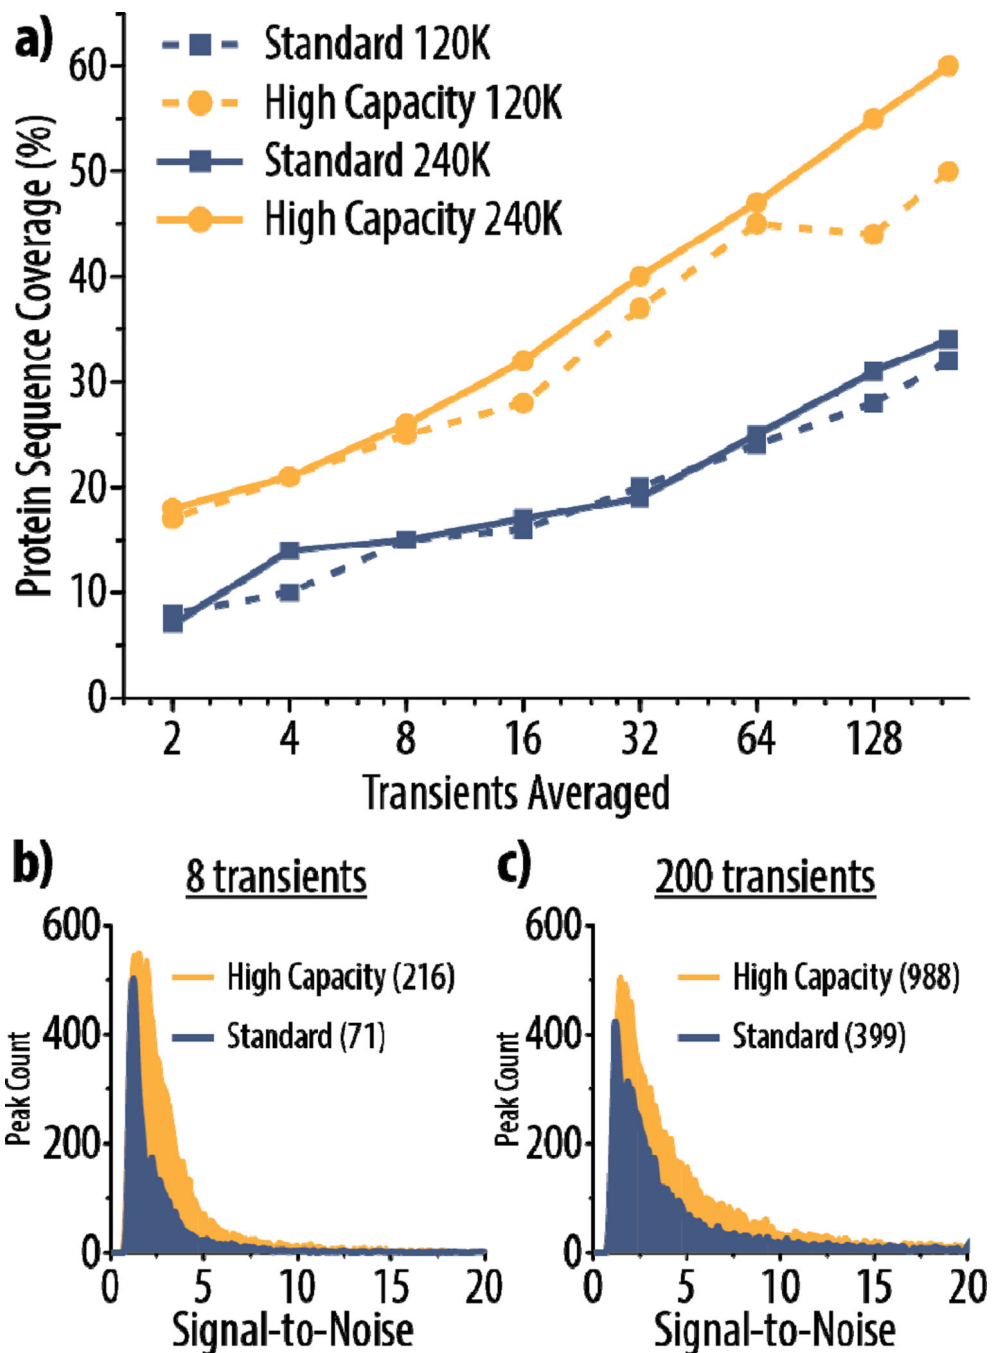 a)
Standard 120K
High Capacity 120K
Standard 240K
High Capacity 240K
Protein Sequence Coverage (%)
60
50
40
30
20
10
0
2 4 8 16 32 64 128
Transients Averaged
b)
8 transients
High Capacity (216)
Standard (71)
Peak Count
600
400
200
0
0 5 10 15 20
Signal-to-Noise
c)
200 transients
High Capacity (988)
Standard (399)
Peak Count
600
400
200
0
0 5 10 15 20
Signal-to-Noise